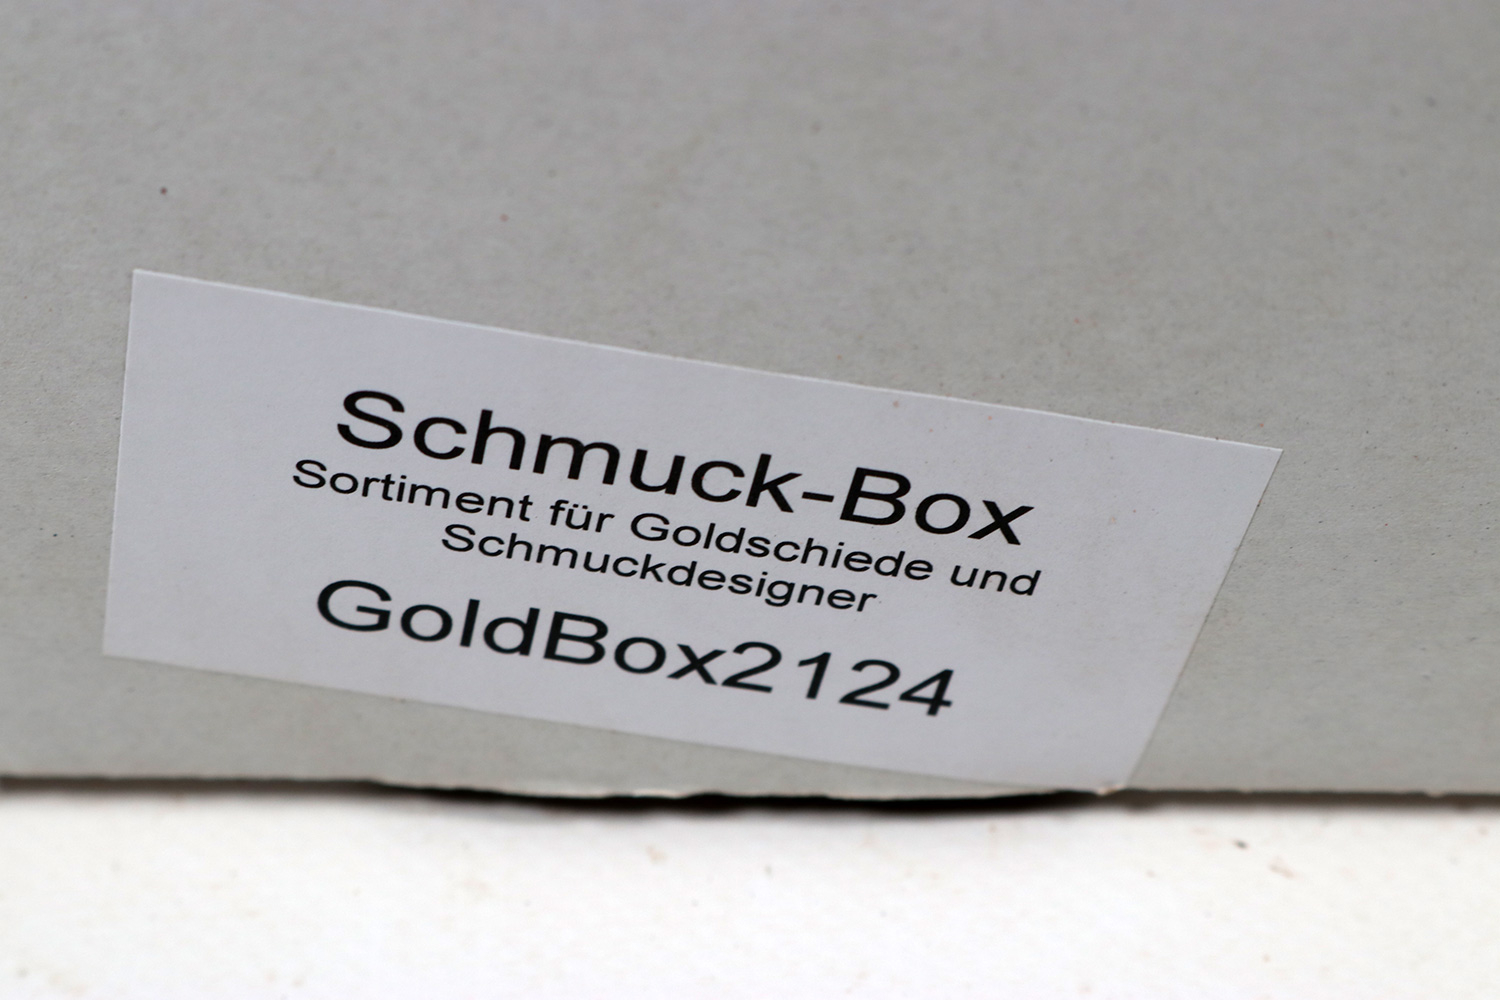 Schmuck-Box
Sortiment für Goldschiede und
Schmuckdesigner
GoldBox2124